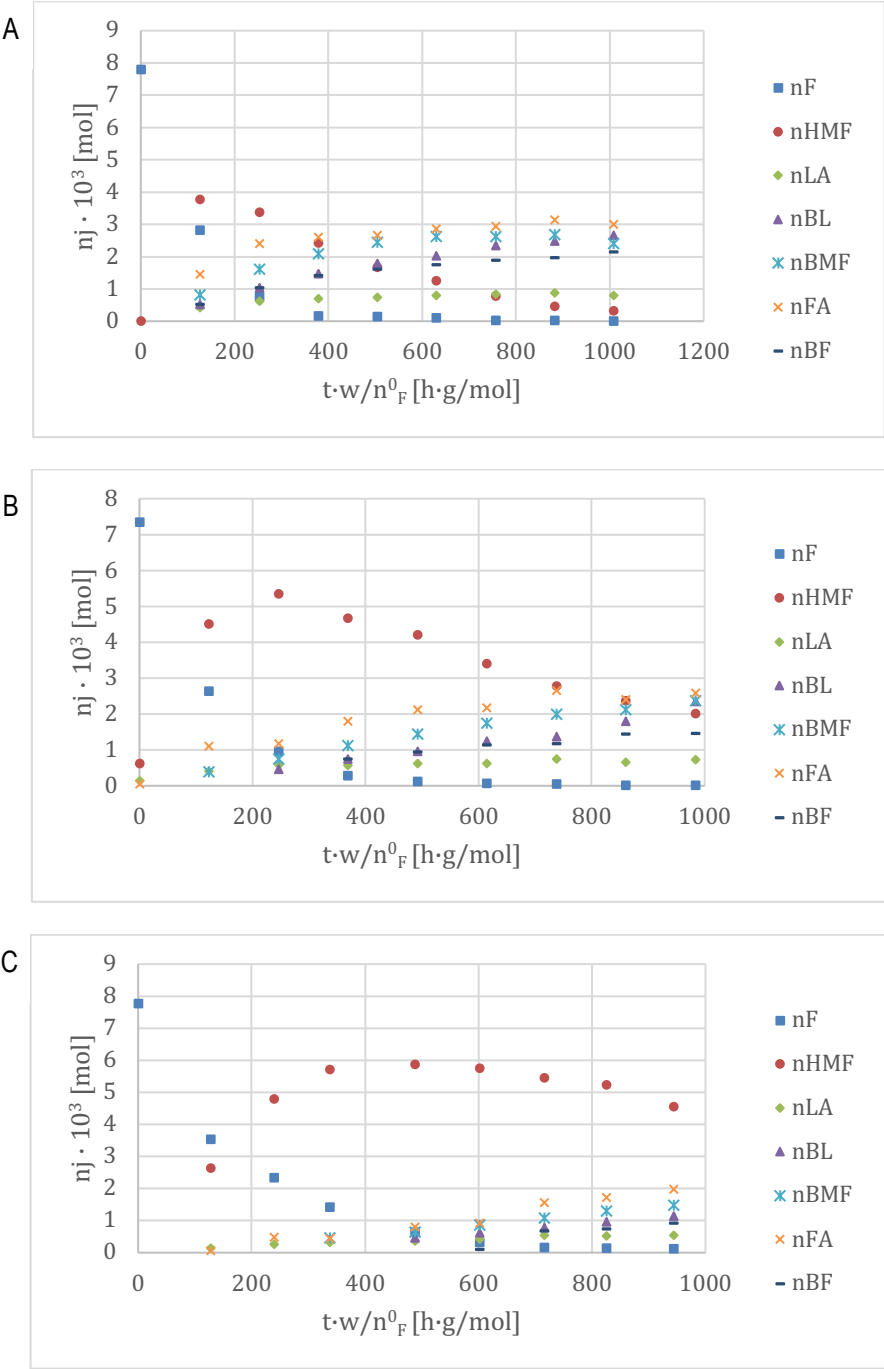 A
9
8
7
6
5
4
3
2
1
0
nj · 10³ [mol]
0 200 400 600 800 1000 1200
t·w/n⁰F [h·g/mol]
nF
nHMF
nLA
nBL
nBMF
nFA
nBF
B
8
7
6
5
4
3
2
1
0
nj · 10³ [mol]
0 200 400 600 800 1000
t·w/n⁰F [h·g/mol]
nF
nHMF
nLA
nBL
nBMF
nFA
nBF
C
9
8
7
6
5
4
3
2
1
0
nj · 10³ [mol]
0 200 400 600 800 1000
t·w/n⁰F [h·g/mol]
nF
nHMF
nLA
nBL
nBMF
nFA
nBF